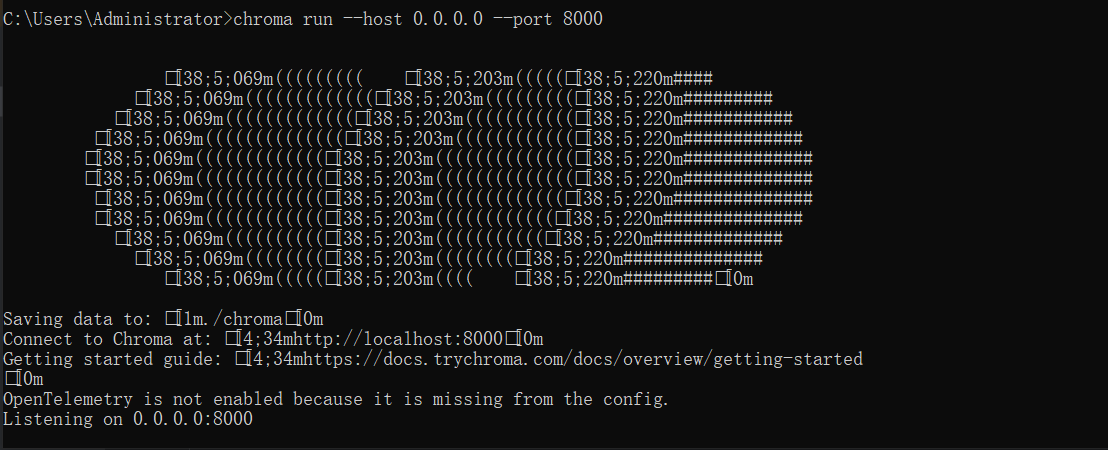 C:\Users\Administrator>chroma run --host 0.0.0.0 --port 8000
□[38;5;069m(((((((((    □[38;5;203m(((((□[38;5;220m####
□[38;5;069m(((((((((((((□[38;5;203m(((((((((□[38;5;220m#########
□[38;5;069m(((((((((((((□[38;5;203m(((((((((((□[38;5;220m###########
□[38;5;069m((((((((((((((□[38;5;203m((((((((((((□[38;5;220m############
□[38;5;069m(((((((((((((□[38;5;203m((((((((((((((□[38;5;220m#############
□[38;5;069m(((((((((((((□[38;5;203m((((((((((((((□[38;5;220m#############
□[38;5;069m((((((((((((□[38;5;203m(((((((((((((□[38;5;220m##############
□[38;5;069m((((((((((((□[38;5;203m((((((((((((□[38;5;220m##############
□[38;5;069m((((((((((□[38;5;203m(((((((((((□[38;5;220m#############
□[38;5;069m((((((((□[38;5;203m((((((((□[38;5;220m##############
□[38;5;069m(((((□[38;5;203m((((    □[38;5;220m#########□[0m
Saving data to: □[1m./chroma□[0m
Connect to Chroma at: □[4;34mhttp://localhost:8000□[0m
Getting started guide: □[4;34mhttps://docs.trychroma.com/docs/overview/getting-started
□[0m
OpenTelemetry is not enabled because it is missing from the config.
Listening on 0.0.0.0:8000